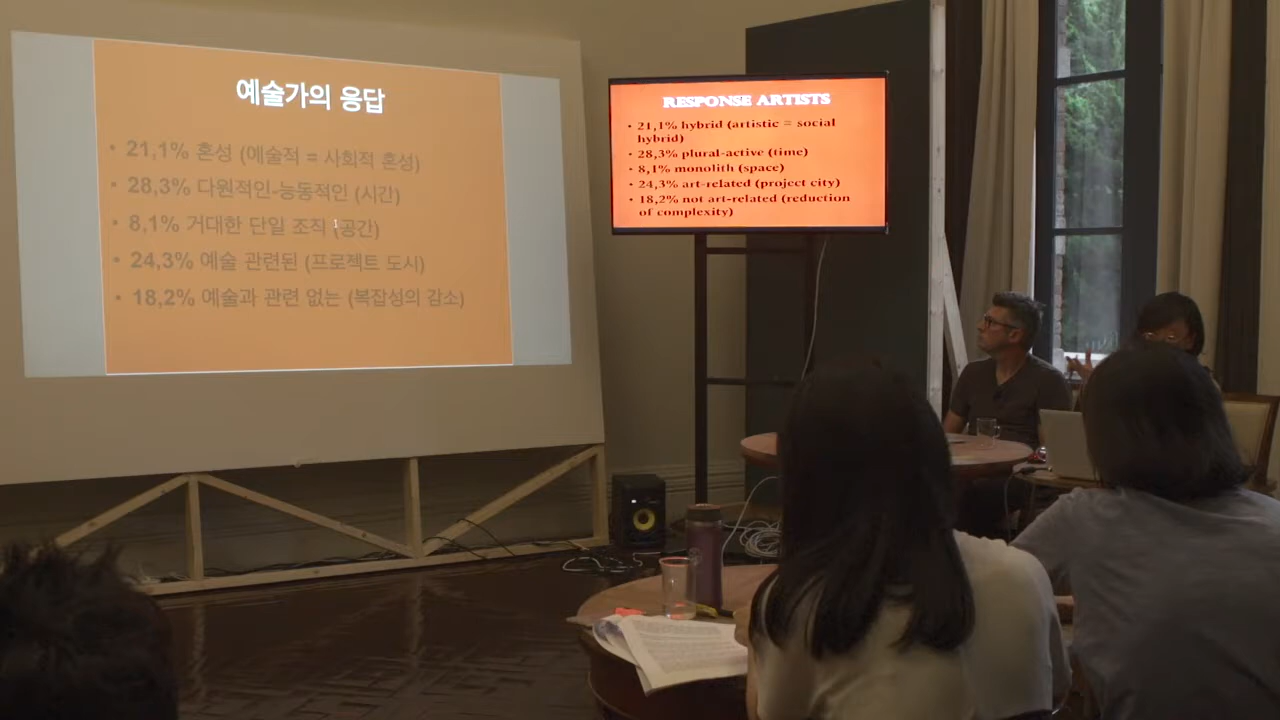 예술가의 응답
• 21,1% 혼성 (예술적 = 사회적 혼성)
• 28,3% 다원적인-능동적인 (시간)
• 8,1% 거대한 단일 조직 (공간)
• 24,3% 예술 관련된 (프로젝트 도시)
• 18,2% 예술과 관련 없는 (복잡성의 감소)
RESPONSE ARTISTS
• 21,1% hybrid (artistic = social
hybrid)
• 28,3% plural-active (time)
• 8,1% monolith (space)
• 24,3% art-related (project city)
• 18,2% not art-related (reduction
of complexity)